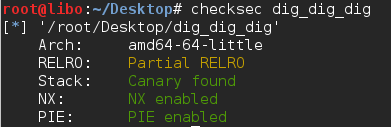 root@libo:~/Desktop# checksec dig_dig_dig
[*] '/root/Desktop/dig_dig_dig'
    Arch:     amd64-64-little
    RELRO:    Partial RELRO
    Stack:    Canary found
    NX:       NX enabled
    PIE:      PIE enabled